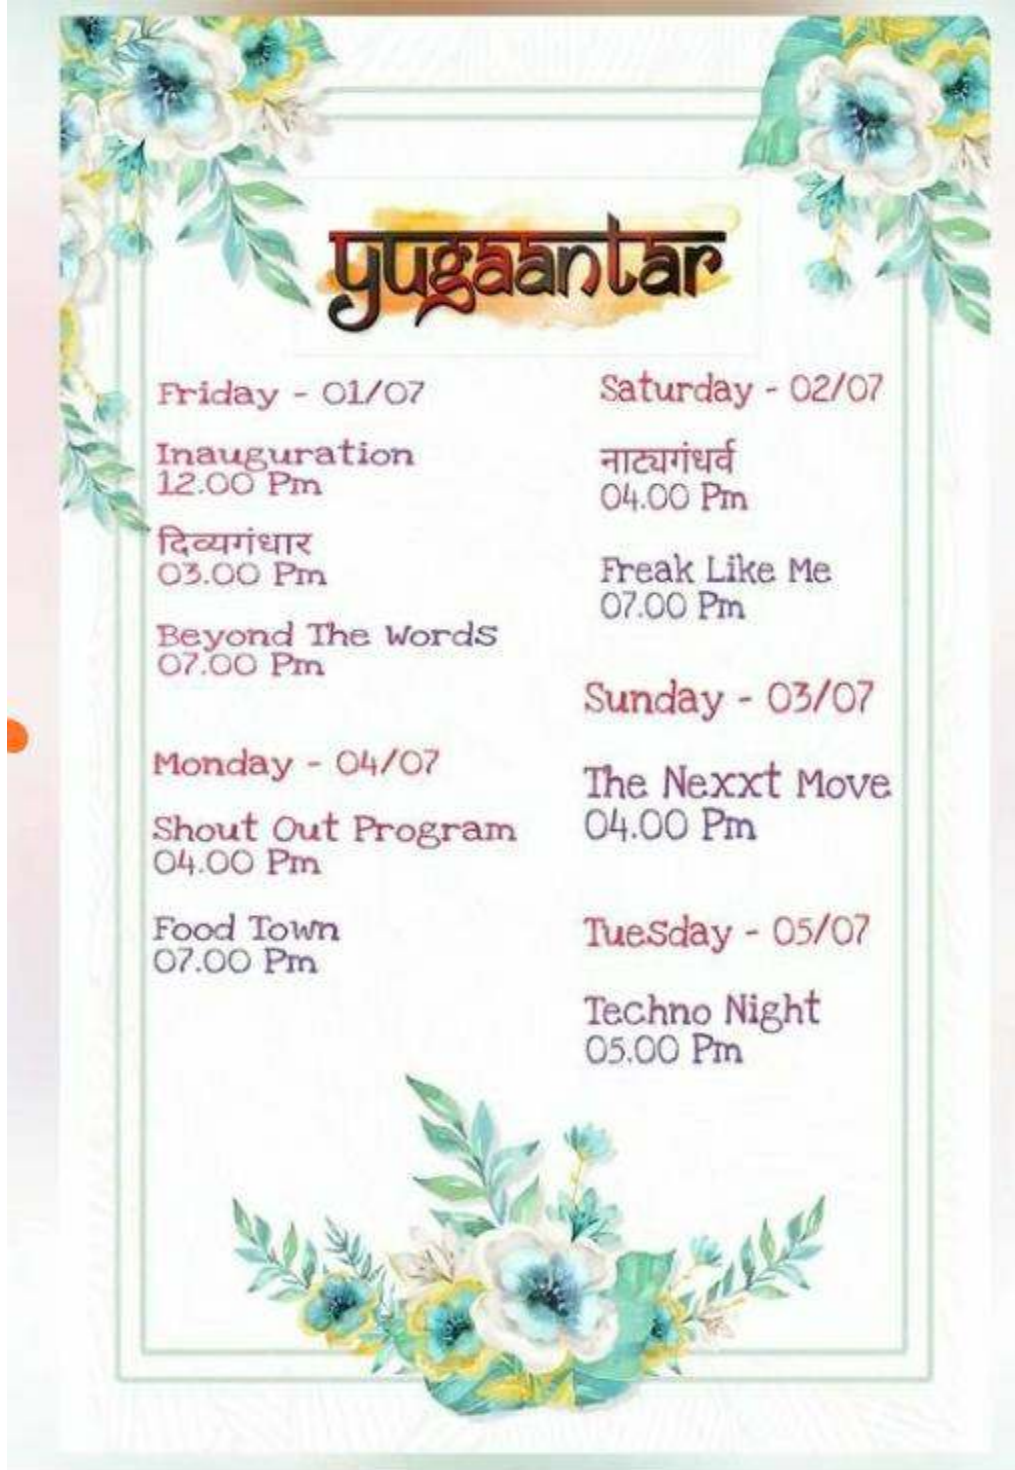 yugaantar
Friday - 01/07
Inauguration
12.00 Pm
दिव्यगंधार
03.00 Pm
Beyond The Words
07.00 Pm
Saturday - 02/07
नाट्यगंधर्व
04.00 Pm
Freak Like Me
07.00 Pm
Sunday - 03/07
The Nexxt Move
04.00 Pm
Monday - 04/07
Shout Out Program
04.00 Pm
Food Town
07.00 Pm
Tuesday - 05/07
Techno Night
05.00 Pm